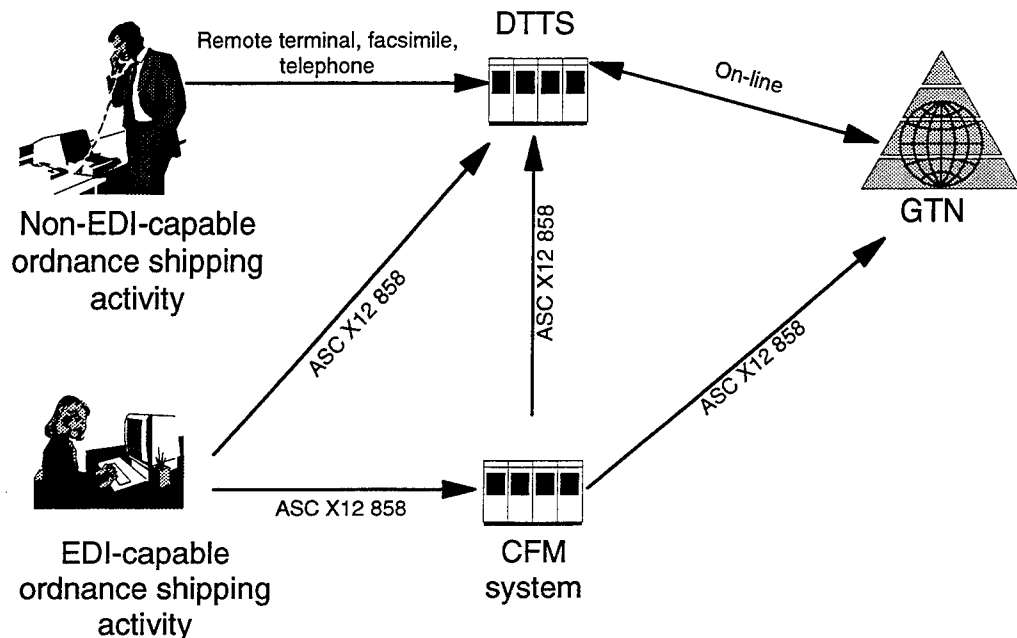 DTTS
Remote terminal, facsimile,
telephone
On-line
Non-EDI-capable
ordnance shipping
activity
GTN
ASC X12 858
ASC X12 858
ASC X12 858
ASC X12 858
EDI-capable
ordnance shipping
activity
CFM
system